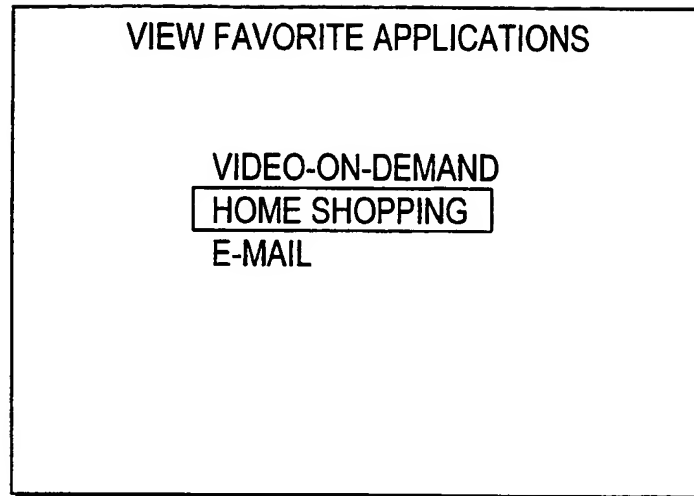 VIEW FAVORITE APPLICATIONS
VIDEO-ON-DEMAND
HOME SHOPPING
E-MAIL